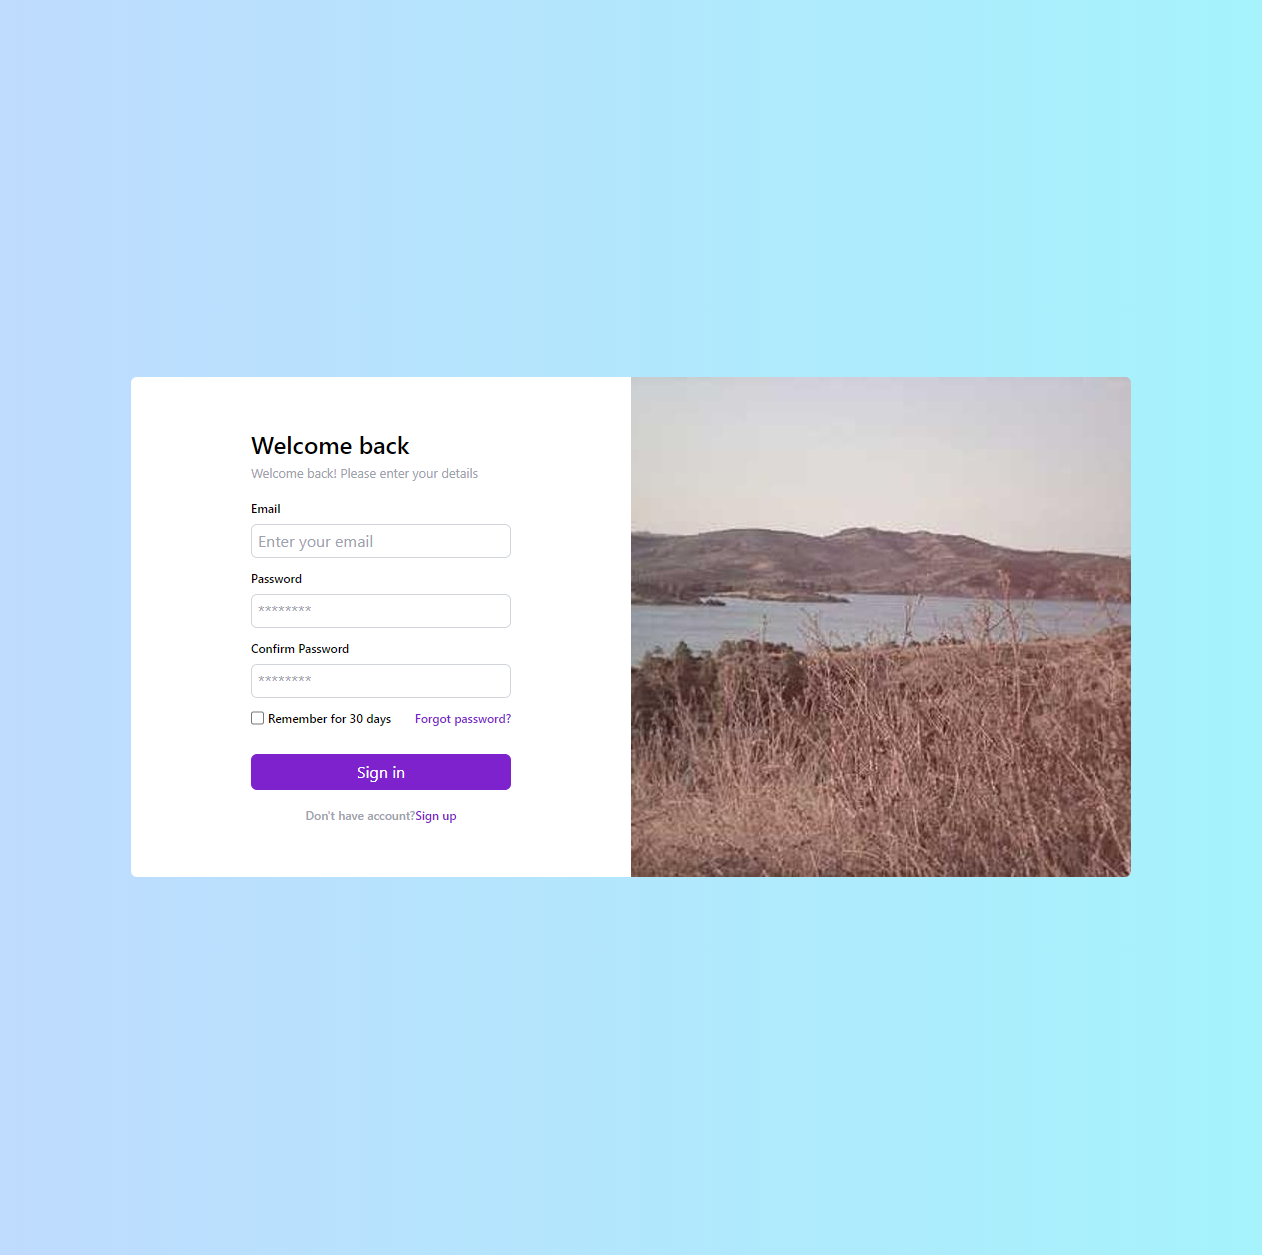 Welcome back
Welcome back! Please enter your details
Email
Enter your email
Password
********
Confirm Password
********
Remember for 30 days Forgot password?
Sign in
Don't have account?Sign up